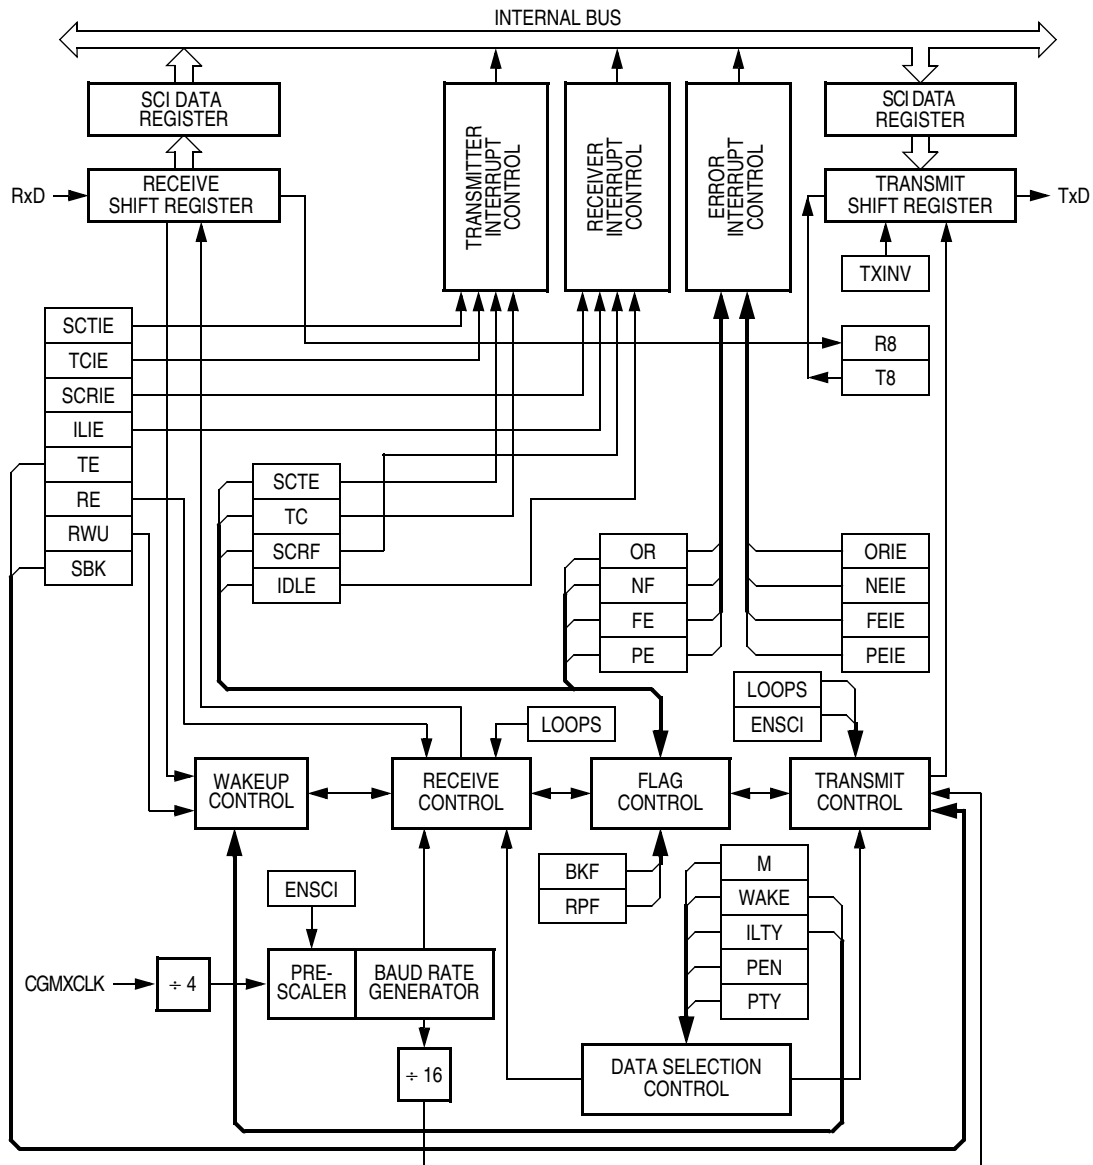 INTERNAL BUS
SCI DATA
REGISTER
SCI DATA
REGISTER
TRANSMITTER
INTERRUPT
CONTROL
RECEIVER
INTERRUPT
CONTROL
ERROR
INTERRUPT
CONTROL
RxD
RECEIVE
SHIFT REGISTER
TRANSMIT
SHIFT REGISTER
TxD
TXINV
SCTIE
TCIE
SCRIE
ILIE
TE
RE
RWU
SBK
R8
T8
SCTE
TC
SCRF
IDLE
OR
NF
FE
PE
ORIE
NEIE
FEIE
PEIE
LOOPS
LOOPS
ENSCI
WAKEUP
CONTROL
RECEIVE
CONTROL
FLAG
CONTROL
TRANSMIT
CONTROL
BKF
RPF
M
WAKE
ILTY
PEN
PTY
ENSCI
CGMXCLK
÷ 4
PRE-
SCALER
BAUD RATE
GENERATOR
÷ 16
DATA SELECTION
CONTROL